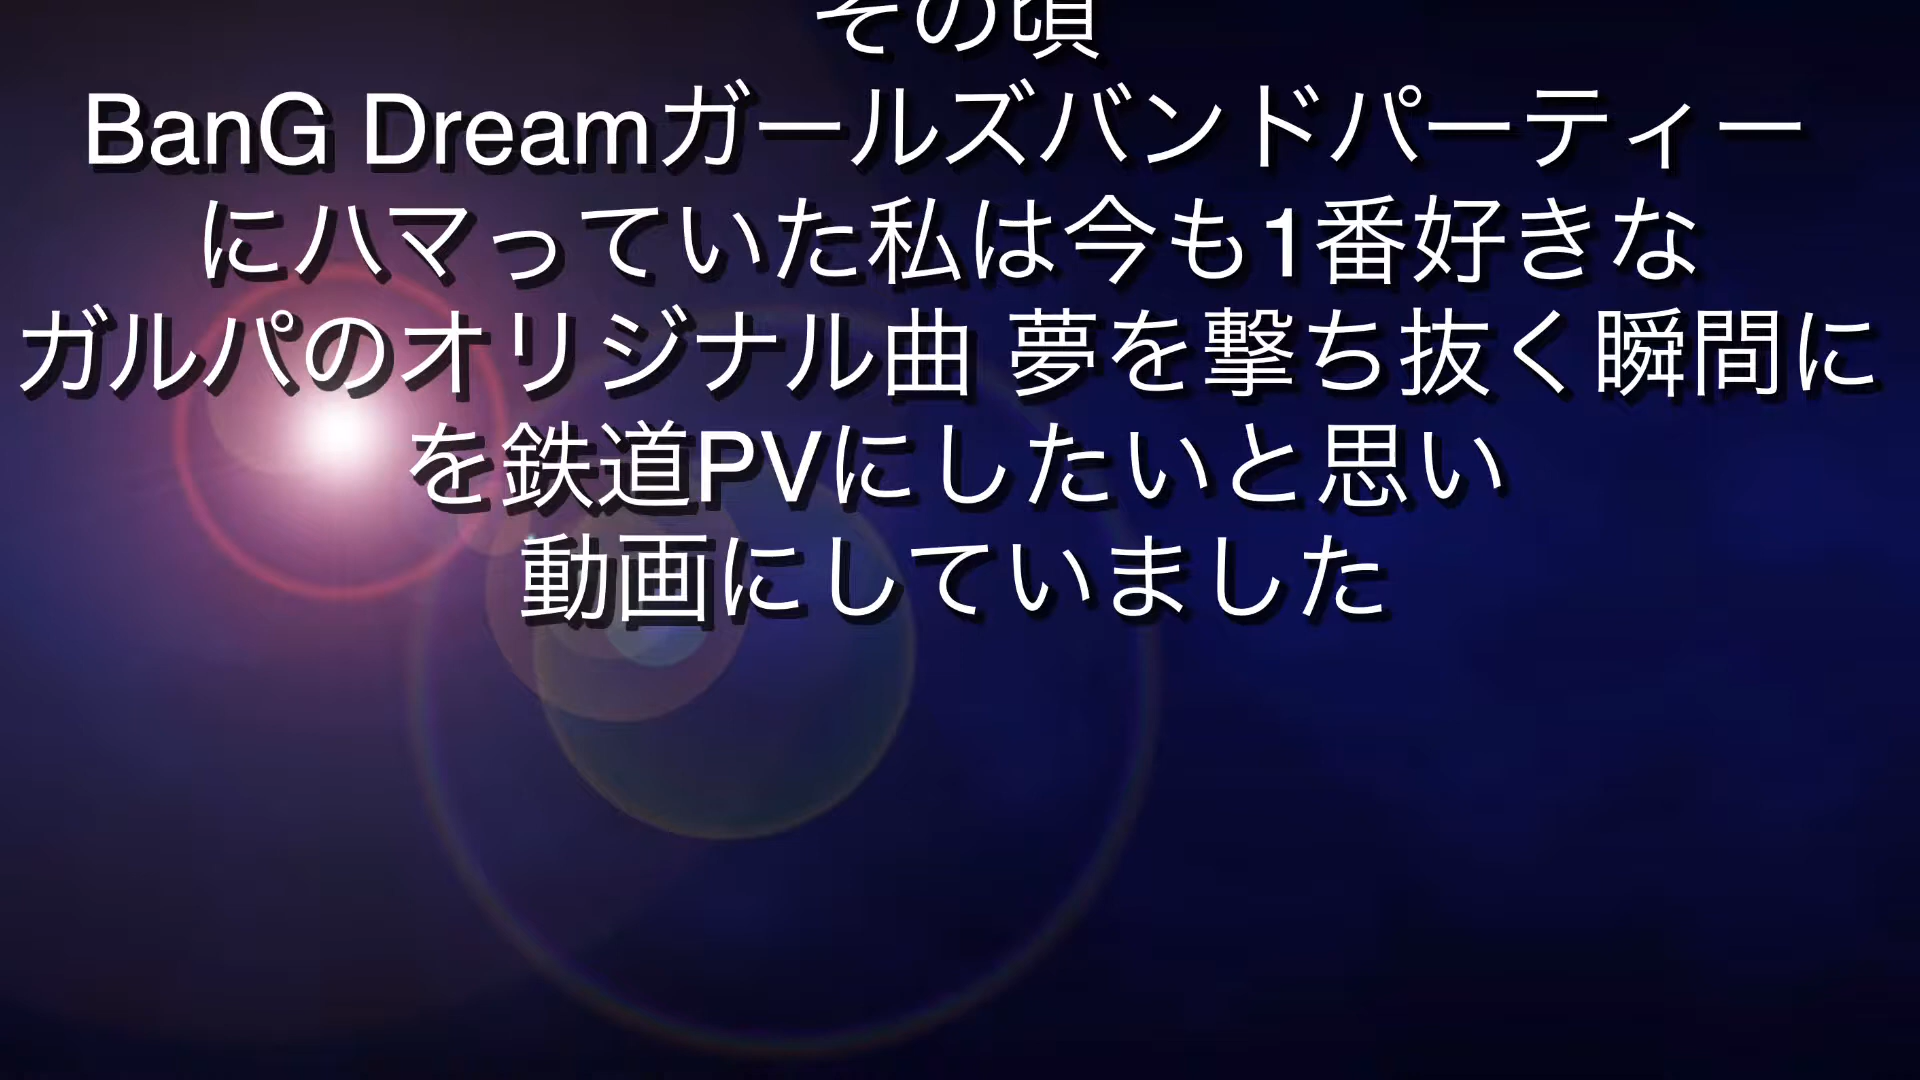 その頃
BanG Dreamガールズバンドパーティー
にハマっていた私は今も1番好きな
ガルパのオリジナル曲 夢を撃ち抜く瞬間に
を鉄道PVにしたいと思い
動画にしていました